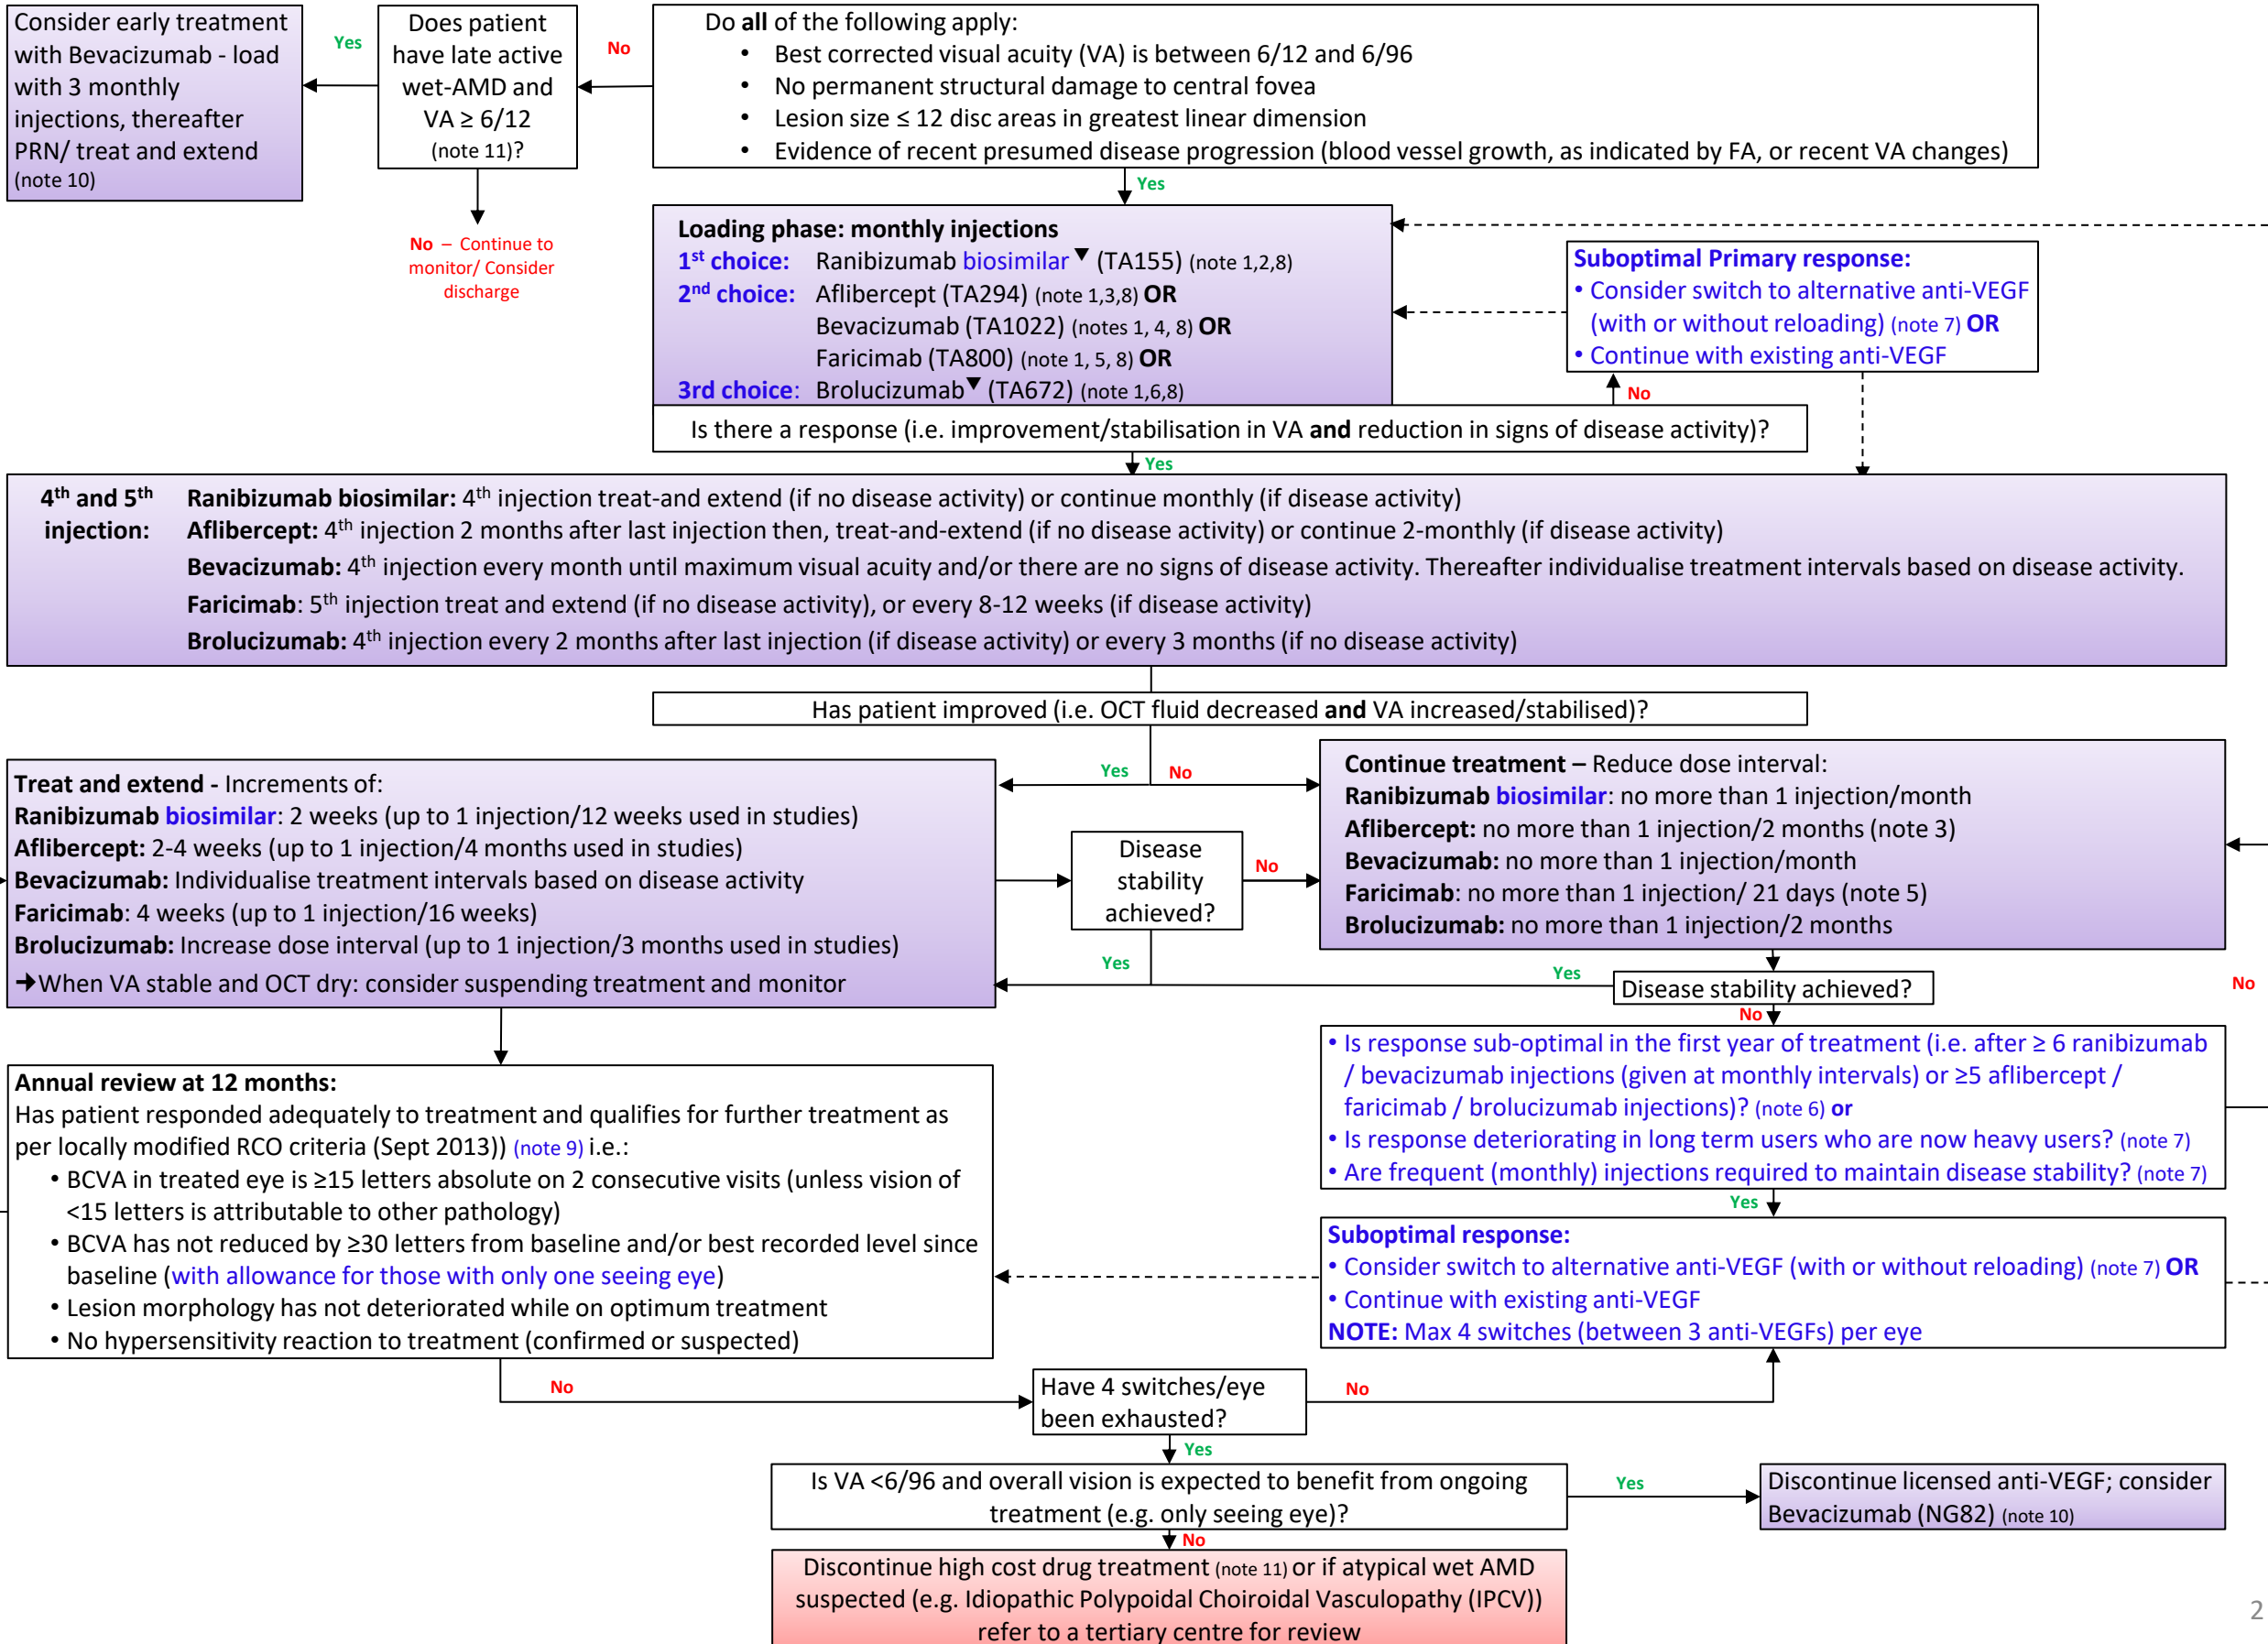 Consider early treatment
with Bevacizumab - load
with 3 monthly
injections, thereafter
PRN/ treat and extend
(note 10)
Yes
Does patient
have late active
wet-AMD and
VA ≥ 6/12
(note 11)?
No
No – Continue to
monitor/ Consider
discharge
Do all of the following apply:
• Best corrected visual acuity (VA) is between 6/12 and 6/96
• No permanent structural damage to central fovea
• Lesion size ≤ 12 disc areas in greatest linear dimension
• Evidence of recent presumed disease progression (blood vessel growth, as indicated by FA, or recent VA changes)
Yes
Loading phase: monthly injections
1st choice: Ranibizumab biosimilar▼ (TA155) (note 1,2,8)
2nd choice: Aflibercept (TA294) (note 1,3,8) OR
Bevacizumab (TA1022) (notes 1, 4, 8) OR
Faricimab (TA800) (note 1, 5, 8) OR
3rd choice: Brolucizumab▼ (TA672) (note 1,6,8)
Suboptimal Primary response:
• Consider switch to alternative anti-VEGF
(with or without reloading) (note 7) OR
• Continue with existing anti-VEGF
No
Is there a response (i.e. improvement/stabilisation in VA and reduction in signs of disease activity)?
Yes
4th and 5th injection:
Ranibizumab biosimilar: 4th injection treat-and extend (if no disease activity) or continue monthly (if disease activity)
Aflibercept: 4th injection 2 months after last injection then, treat-and-extend (if no disease activity) or continue 2-monthly (if disease activity)
Bevacizumab: 4th injection every month until maximum visual acuity and/or there are no signs of disease activity. Thereafter individualise treatment intervals based on disease activity.
Faricimab: 5th injection treat and extend (if no disease activity), or every 8-12 weeks (if disease activity)
Brolucizumab: 4th injection every 2 months after last injection (if disease activity) or every 3 months (if no disease activity)
Has patient improved (i.e. OCT fluid decreased and VA increased/stabilised)?
Yes
No
Treat and extend - Increments of:
Ranibizumab biosimilar: 2 weeks (up to 1 injection/12 weeks used in studies)
Aflibercept: 2-4 weeks (up to 1 injection/4 months used in studies)
Bevacizumab: Individualise treatment intervals based on disease activity
Faricimab: 4 weeks (up to 1 injection/16 weeks)
Brolucizumab: Increase dose interval (up to 1 injection/3 months used in studies)
➔When VA stable and OCT dry: consider suspending treatment and monitor
Disease
stability
achieved?
No
Yes
Continue treatment – Reduce dose interval:
Ranibizumab biosimilar: no more than 1 injection/month
Aflibercept: no more than 1 injection/2 months (note 3)
Bevacizumab: no more than 1 injection/month
Faricimab: no more than 1 injection/ 21 days (note 5)
Brolucizumab: no more than 1 injection/2 months
Yes
Disease stability achieved?
No
No
• Is response sub-optimal in the first year of treatment (i.e. after ≥ 6 ranibizumab
/ bevacizumab injections (given at monthly intervals) or ≥5 aflibercept /
faricimab / brolucizumab injections)? (note 6) or
• Is response deteriorating in long term users who are now heavy users? (note 7)
• Are frequent (monthly) injections required to maintain disease stability? (note 7)
Yes
Annual review at 12 months:
Has patient responded adequately to treatment and qualifies for further treatment as
per locally modified RCO criteria (Sept 2013)) (note 9) i.e.:
• BCVA in treated eye is ≥15 letters absolute on 2 consecutive visits (unless vision of
<15 letters is attributable to other pathology)
• BCVA has not reduced by ≥30 letters from baseline and/or best recorded level since
baseline (with allowance for those with only one seeing eye)
• Lesion morphology has not deteriorated while on optimum treatment
• No hypersensitivity reaction to treatment (confirmed or suspected)
Suboptimal response:
• Consider switch to alternative anti-VEGF (with or without reloading) (note 7) OR
• Continue with existing anti-VEGF
NOTE: Max 4 switches (between 3 anti-VEGFs) per eye
No
Have 4 switches/eye
been exhausted?
No
Yes
Is VA <6/96 and overall vision is expected to benefit from ongoing
treatment (e.g. only seeing eye)?
Yes
Discontinue licensed anti-VEGF; consider
Bevacizumab (NG82) (note 10)
No
Discontinue high cost drug treatment (note 11) or if atypical wet AMD
suspected (e.g. Idiopathic Polypoidal Choiroidal Vasculopathy (IPCV))
refer to a tertiary centre for review
2